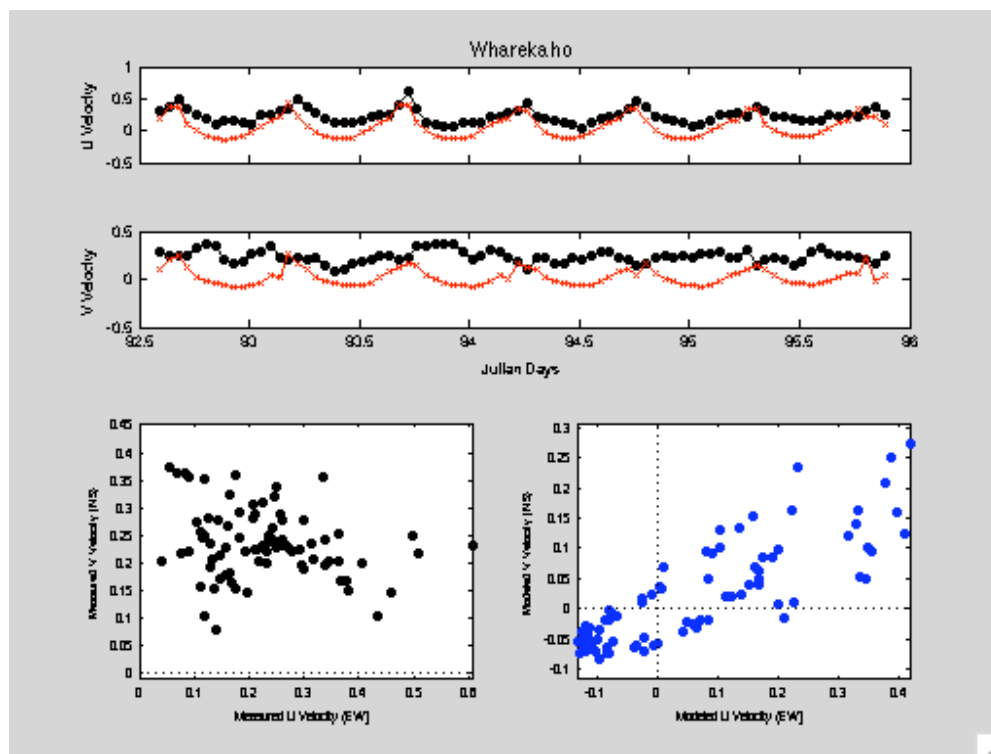 Wharekaho
1
0.5
0
-0.5
U Velocity
0.5
0
-0.5
V Velocity
92.5 93 93.5 94 94.5 95 95.5 96
Julian Days
0.45
0.4
0.35
0.3
0.25
0.2
0.15
0.1
0.05
0
Measured V Velocity (NS)
0 0.1 0.2 0.3 0.4 0.5 0.6
Measured U Velocity (EW)
0.3
0.25
0.2
0.15
0.1
0.05
0
-0.05
-0.1
Modeled V Velocity (NS)
-0.1 0 0.1 0.2 0.3 0.4
Modeled U Velocity (EW)